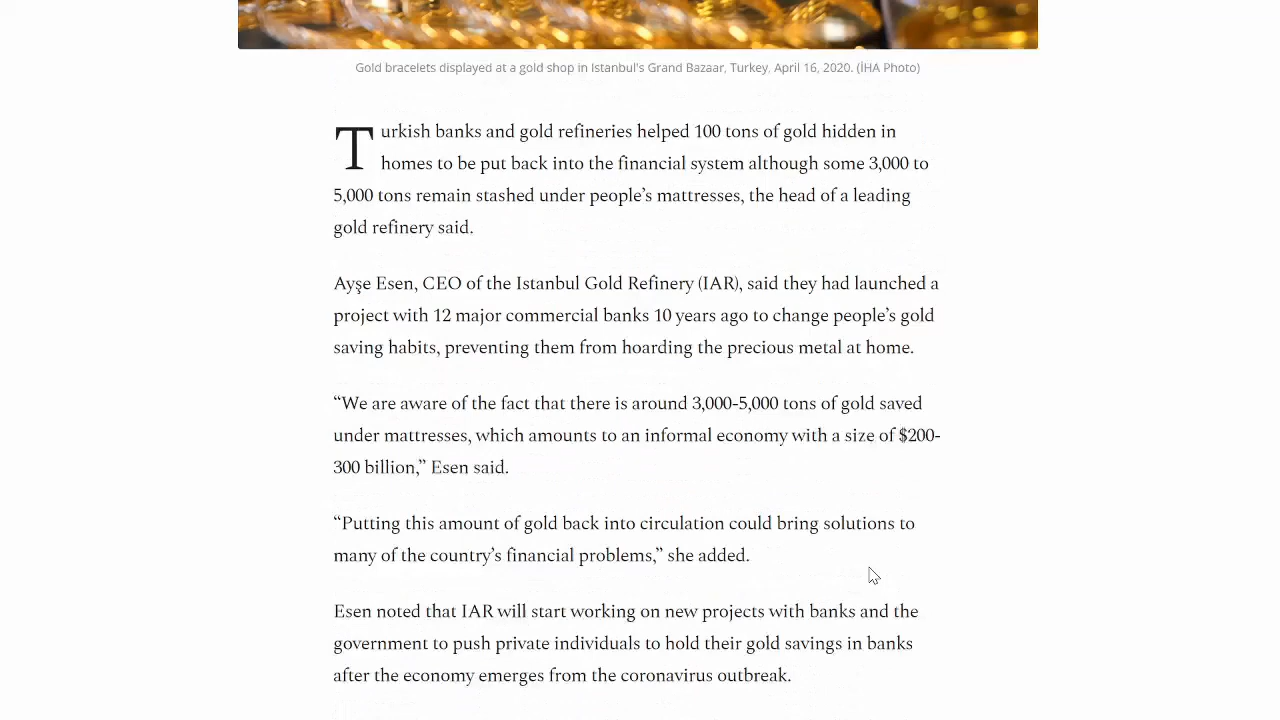 Gold bracelets displayed at a gold shop in Istanbul's Grand Bazaar, Turkey, April 16, 2020. (İHA Photo)
Turkish banks and gold refineries helped 100 tons of gold hidden in
homes to be put back into the financial system although some 3,000 to
5,000 tons remain stashed under people’s mattresses, the head of a leading
gold refinery said.
Ayşe Esen, CEO of the Istanbul Gold Refinery (IAR), said they had launched a
project with 12 major commercial banks 10 years ago to change people’s gold
saving habits, preventing them from hoarding the precious metal at home.
“We are aware of the fact that there is around 3,000-5,000 tons of gold saved
under mattresses, which amounts to an informal economy with a size of $200-
300 billion,” Esen said.
“Putting this amount of gold back into circulation could bring solutions to
many of the country’s financial problems,” she added.
Esen noted that IAR will start working on new projects with banks and the
government to push private individuals to hold their gold savings in banks
after the economy emerges from the coronavirus outbreak.